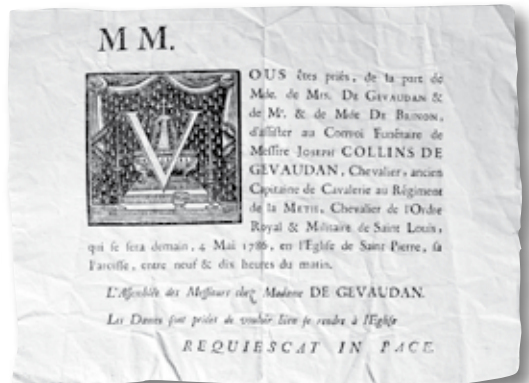 M M.
VOUS êtes priés, de la part de
Mde. de Mrs. DE GEVAUDAN &
de Mr. & de Mde DE BRINON,
d'assister au Convoi Funéraire de
Messire JOSEPH COLLINS DE
GEVAUDAN, Chevalier, ancien
Capitaine de Cavalerie au Régiment
de la METH, Chevalier de l'Ordre
Royal & Militaire de Saint Louis,
qui se fera demain, 4 Mai 1786, en l'Eglise de Saint Pierre, sa
Paroisse, entre neuf & dix heures du matin.
L'Assemblée des Messieurs chez Madame DE GEVAUDAN.
Les Dames sont priées de vouloir bien se rendre à l'Eglise
REQUIESCAT IN PACE